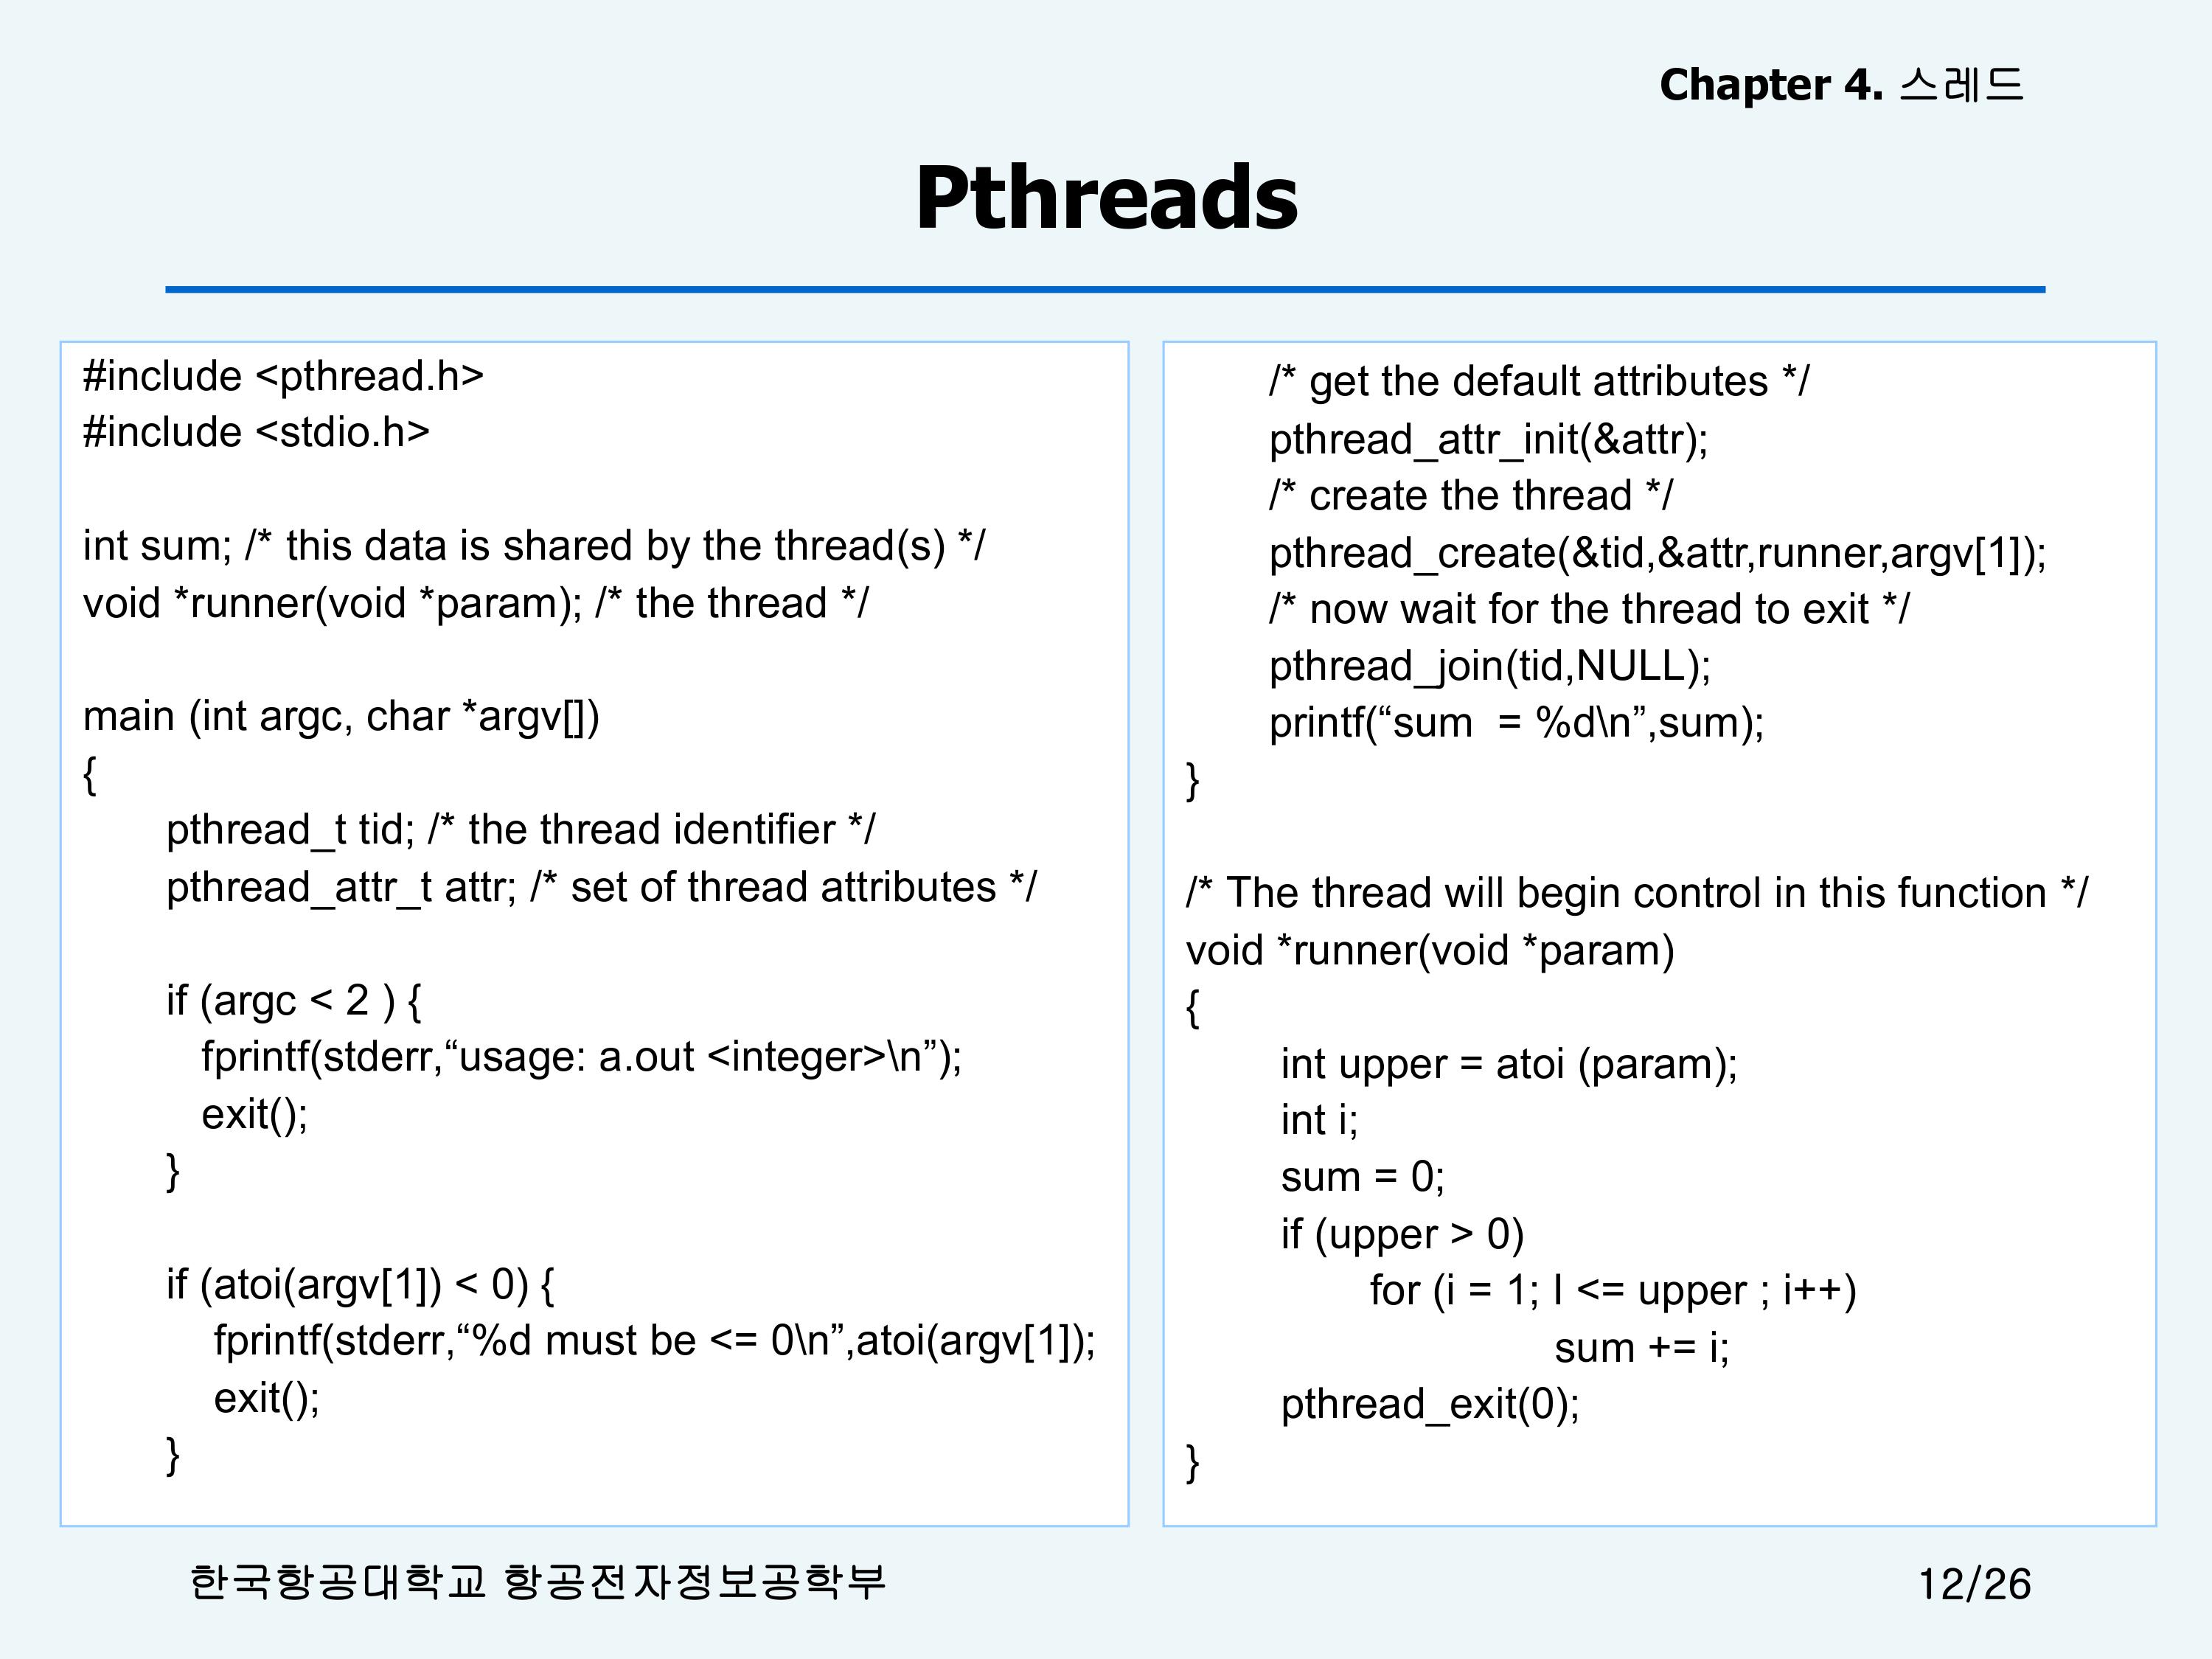 Chapter 4. 스레드
Pthreads
#include <pthread.h>
#include <stdio.h>
int sum; /* this data is shared by the thread(s) */
void *runner(void *param); /* the thread */
main (int argc, char *argv[])
{
pthread_t tid; /* the thread identifier */
pthread_attr_t attr; /* set of thread attributes */
if (argc < 2 ) {
fprintf(stderr,“usage: a.out <integer>\n”);
exit();
}
if (atoi(argv[1]) < 0) {
fprintf(stderr,“%d must be <= 0\n”,atoi(argv[1]);
exit();
}
/* get the default attributes */
pthread_attr_init(&attr);
/* create the thread */
pthread_create(&tid,&attr,runner,argv[1]);
/* now wait for the thread to exit */
pthread_join(tid,NULL);
printf(“sum  = %d\n”,sum);
}
/* The thread will begin control in this function */
void *runner(void *param)
{
int upper = atoi (param);
int i;
sum = 0;
if (upper > 0)
for (i = 1; I <= upper ; i++)
sum += i;
pthread_exit(0);
}
한국항공대학교 항공전자정보공학부
12/26